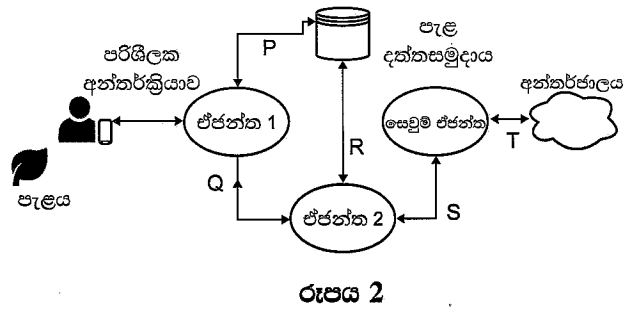 P
පැළ
දත්තසමුදාය
පරිශීලක
අන්තර්ක්‍රියාව
අන්තර්ජාලය
ඒජන්ත 1
සෙවුම් ඒජන්ත
T
R
පැළය
Q
ඒජන්ත 2
S
රූපය 2